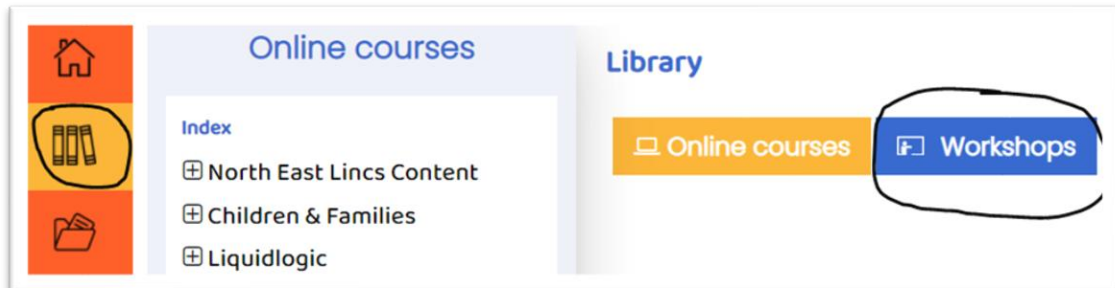 Online courses
Index
North East Lincs Content
Children & Families
Liquidlogic
Library
Online courses
Workshops